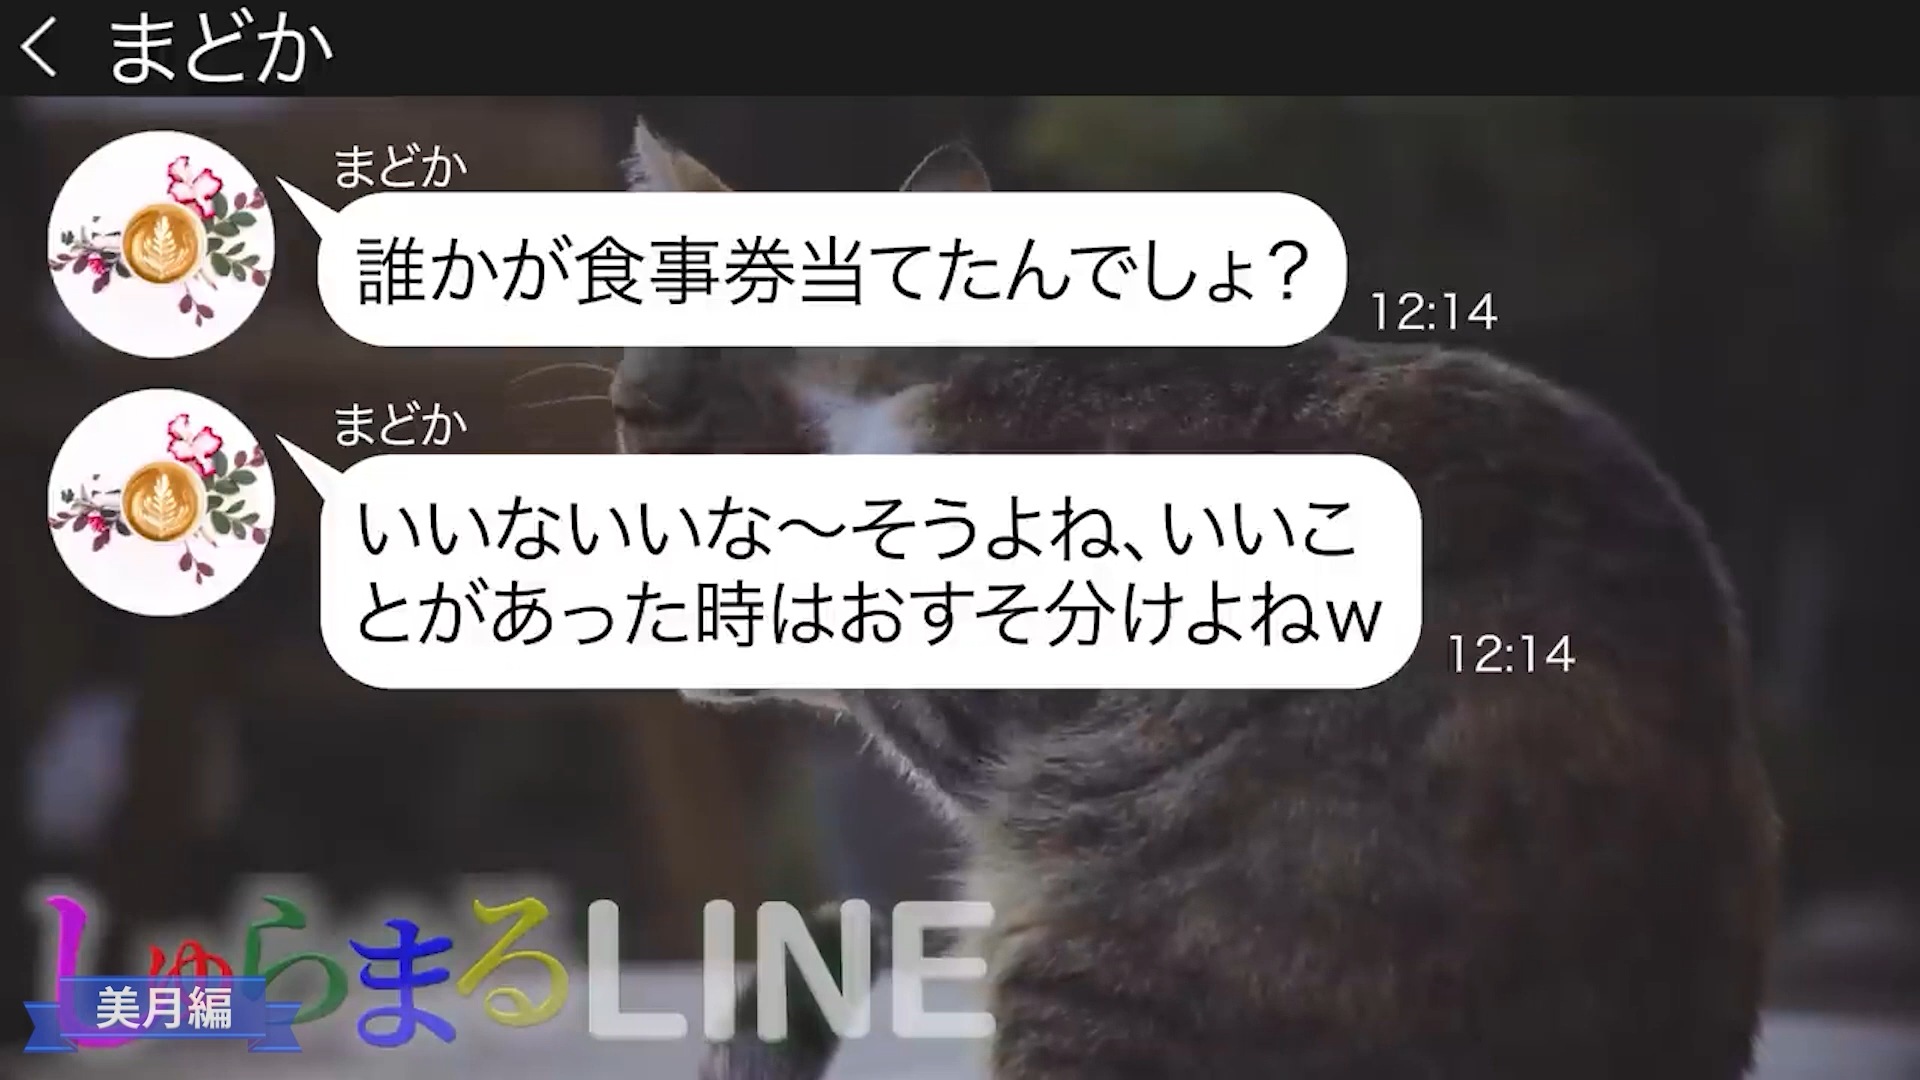 まどか
まどか
誰かが食事券当てたんでしょ？
12:14
まどか
いいないいな～そうよね、いいこ
とがあった時はおすそ分けよねｗ
12:14
しゅらまるLINE
美月編